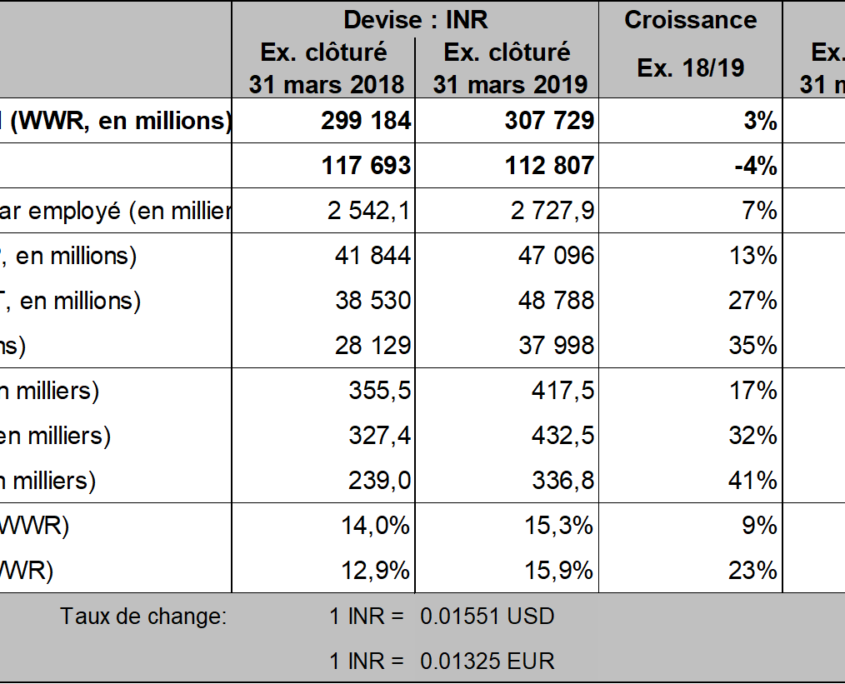 Devise : INR Croissance
Ex. clôturé Ex. clôturé Ex. 18/19 Ex.
31 mars 2018 31 mars 2019 31 m
(WWR, en millions) 299 184 307 729 3%
117 693 112 807 -4%
ar employé (en millier 2 542,1 2 727,9 7%
, en millions) 41 844 47 096 13%
, en millions) 38 530 48 788 27%
ns) 28 129 37 998 35%
n milliers) 355,5 417,5 17%
en milliers) 327,4 432,5 32%
n milliers) 239,0 336,8 41%
WWR) 14,0% 15,3% 9%
WR) 12,9% 15,9% 23%
Taux de change: 1 INR = 0.01551 USD
1 INR = 0.01325 EUR